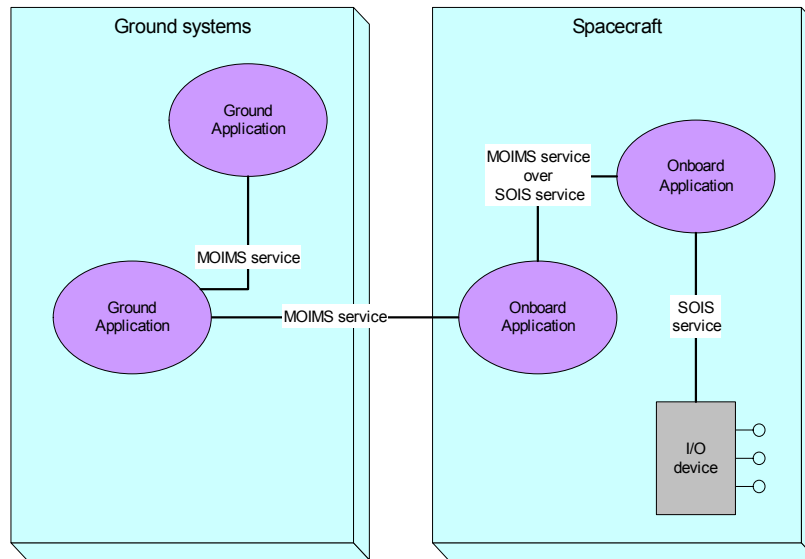 Ground systems
Ground
Application
MOIMS service
Ground
Application
MOIMS service
Spacecraft
MOIMS service
over
SOIS service
Onboard
Application
Onboard
Application
SOIS
service
I/O
device